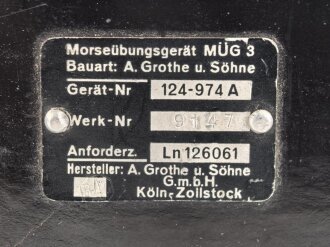 Morseübungsgerät MÜG 3
Bauart: A. Grothe u. Söhne
Gerät-Nr 124-974 A
Werk-Nr 9147
Anforderz. Ln 126061
Hersteller: A. Grothe u. Söhne
G.m.b.H.
Köln-Zollstock